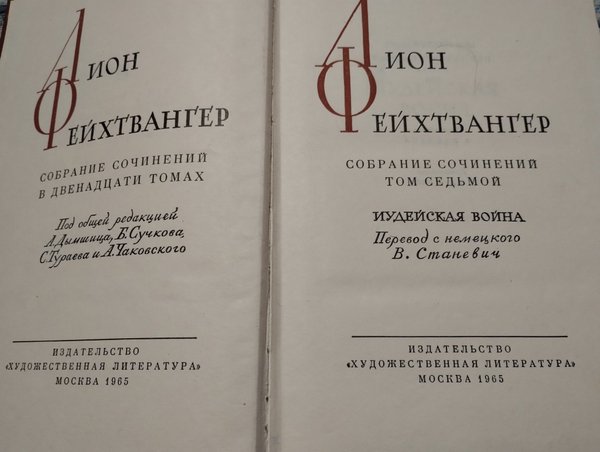 Лион
Фейхтвангер
СОБРАНИЕ СОЧИНЕНИЙ
В ДВЕНАДЦАТИ ТОМАХ
Под общей редакцией
А.Дымшица, Б.Сучкова,
С.Тураева и А.Чаковского
ИЗДАТЕЛЬСТВО
«ХУДОЖЕСТВЕННАЯ ЛИТЕРАТУРА»
МОСКВА 1965
Лион
Фейхтвангер
СОБРАНИЕ СОЧИНЕНИЙ
ТОМ СЕДЬМОЙ
ИУДЕЙСКАЯ ВОЙНА
Перевод с немецкого
В. Станевич
ИЗДАТЕЛЬСТВО
«ХУДОЖЕСТВЕННАЯ ЛИТЕРАТУРА»
МОСКВА 1965